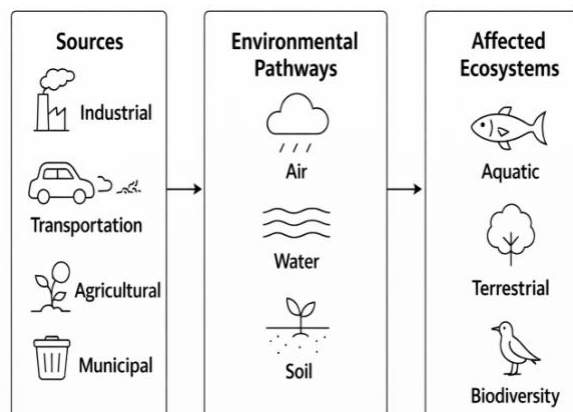 Sources
Industrial
Transportation
Agricultural
Municipal
Environmental
Pathways
Air
Water
Soil
Affected
Ecosystems
Aquatic
Terrestrial
Biodiversity